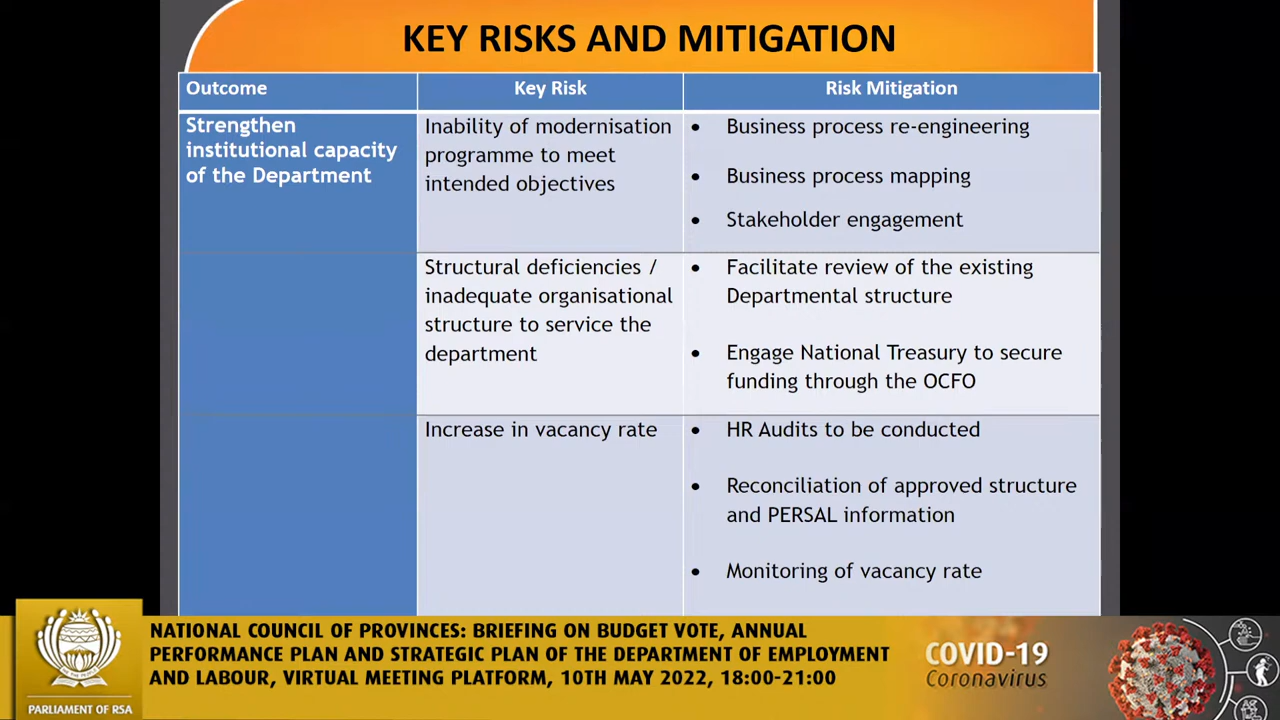 KEY RISKS AND MITIGATION
Outcome
Key Risk
Risk Mitigation
Strengthen
institutional capacity
of the Department
Inability of modernisation
programme to meet
intended objectives
• Business process re-engineering
• Business process mapping
• Stakeholder engagement
Structural deficiencies /
inadequate organisational
structure to service the
department
• Facilitate review of the existing
Departmental structure
• Engage National Treasury to secure
funding through the OCFO
Increase in vacancy rate
• HR Audits to be conducted
• Reconciliation of approved structure
and PERSAL information
• Monitoring of vacancy rate
PARLIAMENT OF RSA
NATIONAL COUNCIL OF PROVINCES: BRIEFING ON BUDGET VOTE, ANNUAL
PERFORMANCE PLAN AND STRATEGIC PLAN OF THE DEPARTMENT OF EMPLOYMENT
AND LABOUR, VIRTUAL MEETING PLATFORM, 10TH MAY 2022, 18:00-21:00
COVID-19
Coronavirus